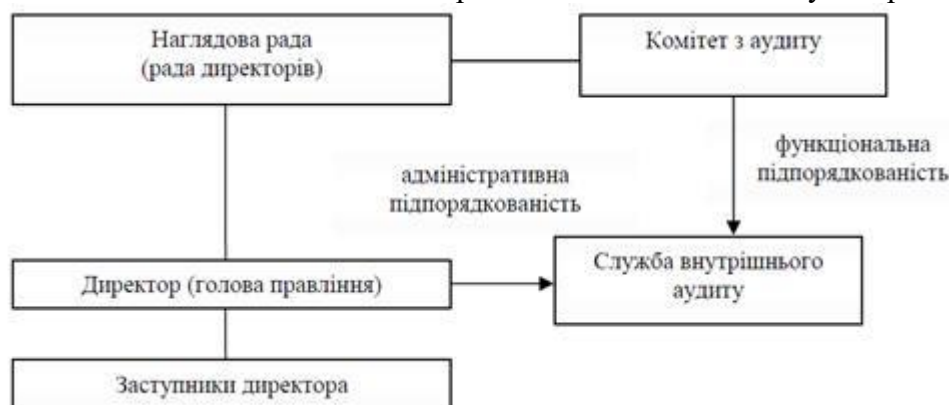 Наглядова рада
(рада директорів)
Комітет з аудиту
функціональна
підпорядкованість
адміністративна
підпорядкованість
Служба внутрішнього
аудиту
Директор (голова правління)
Заступники директора